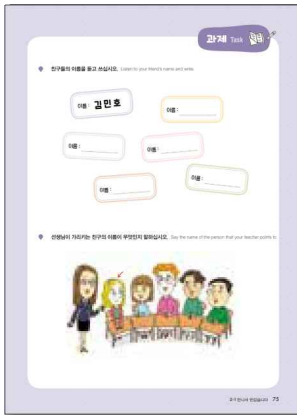 과제 Task
친구들의 이름을 듣고 쓰십시오. Listen to your friend's name and write.
이름 : 김민호
이름 :
이름 :
이름 :
이름 :
이름 :
선생님이 가리키는 친구의 이름이 무엇인지 말하십시오. Say the name of the person that your teacher points to.
75